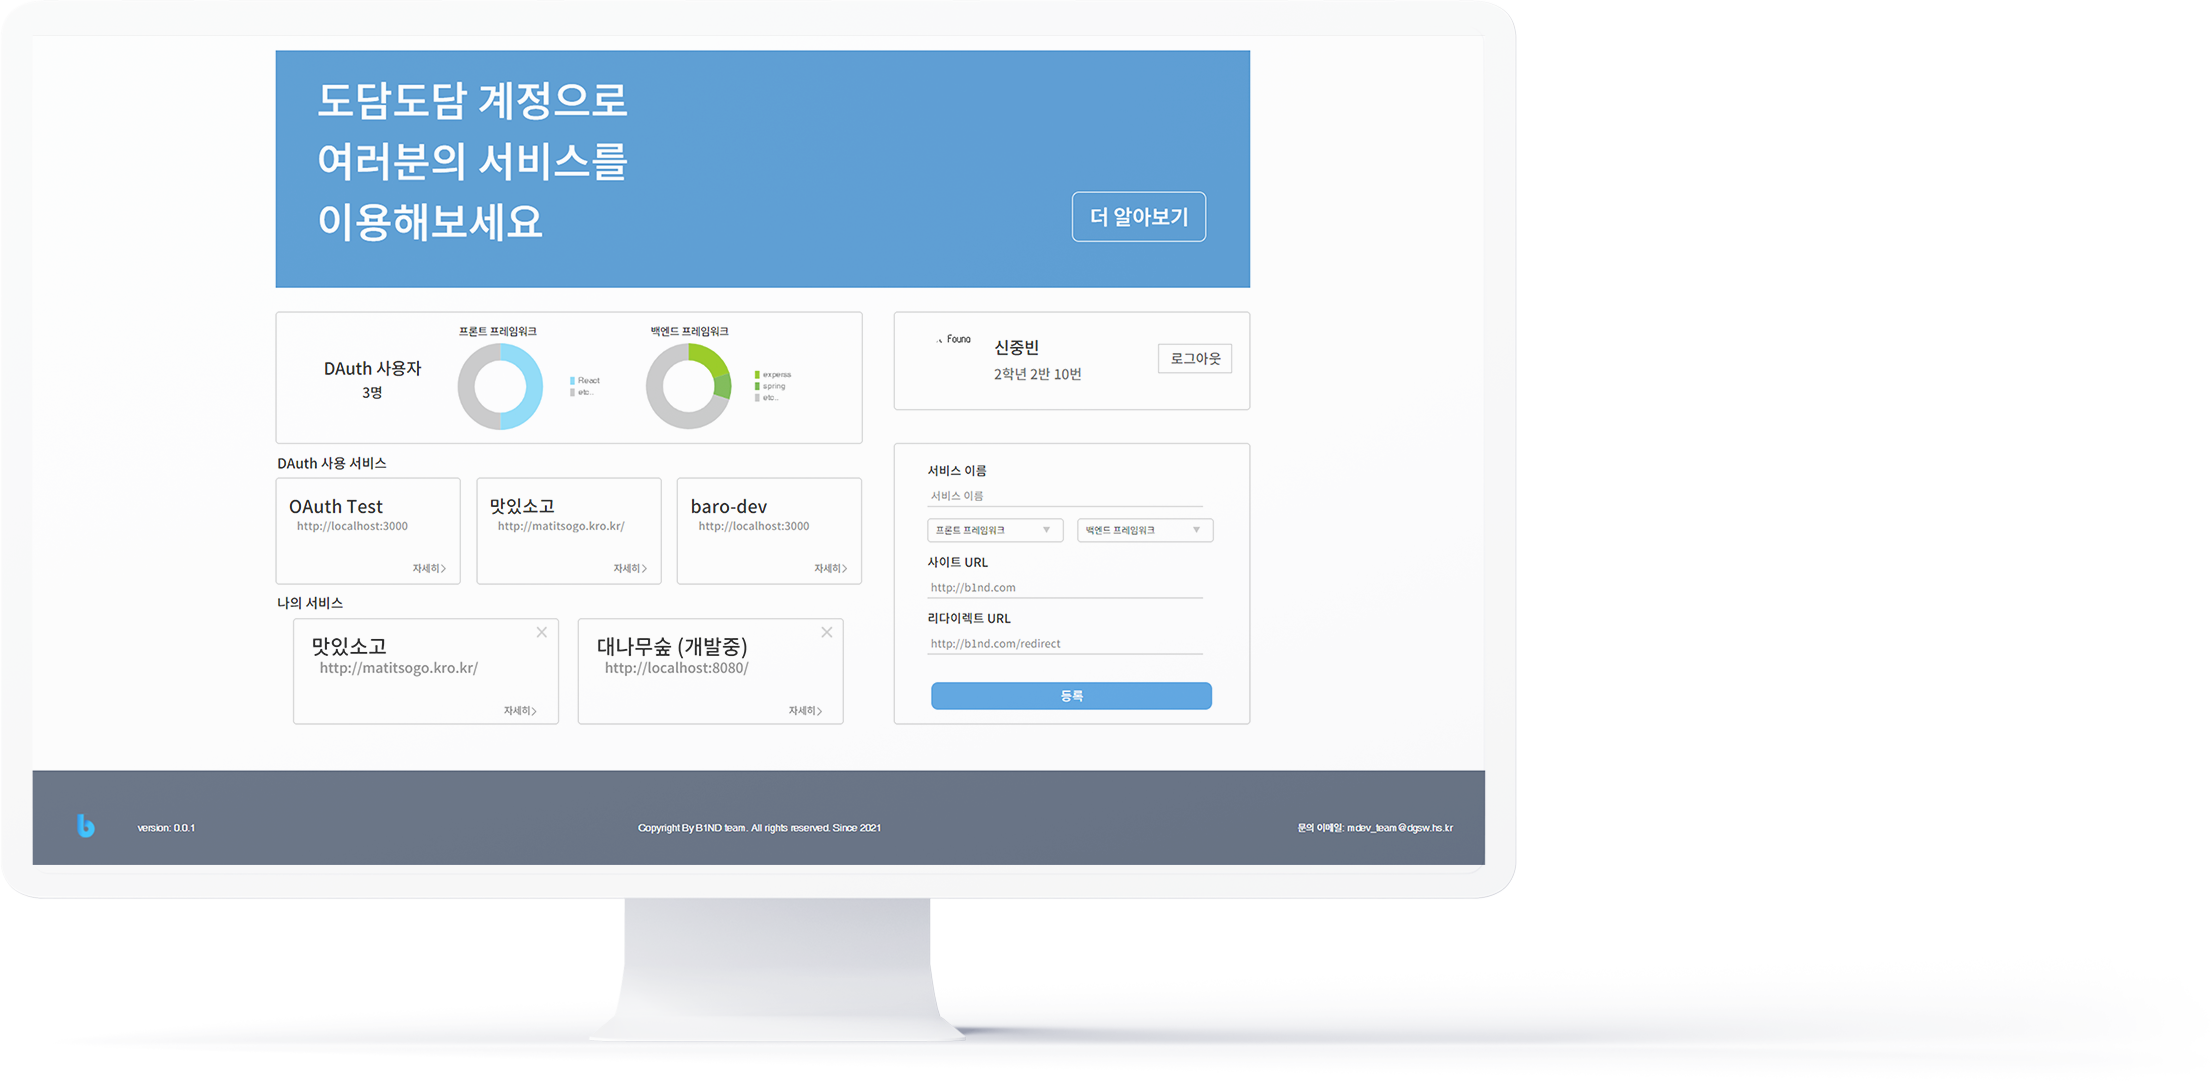 도담도담 계정으로
여러분의 서비스를
이용해보세요
더 알아보기
DAuth 사용자
3명
프론트 프레임워크
React
etc..
백엔드 프레임워크
experss
spring
etc..
Found
신중빈
2학년 2반 10번
로그아웃
DAuth 사용 서비스
OAuth Test
http://localhost:3000
자세히>
맛있소고
http://matitsogo.kro.kr/
자세히>
baro-dev
http://localhost:3000
자세히>
나의 서비스
맛있소고
http://matitsogo.kro.kr/
자세히>
대나무숲 (개발중)
http://localhost:8080/
자세히>
서비스 이름
서비스 이름
프론트 프레임워크 ▼
백엔드 프레임워크 ▼
사이트 URL
http://b1nd.com
리다이렉트 URL
http://b1nd.com/redirect
등록
b
version: 0.0.1
Copyright By B1ND team. All rights reserved. Since 2021
문의 이메일: mdev_team@dgsw.hs.kr